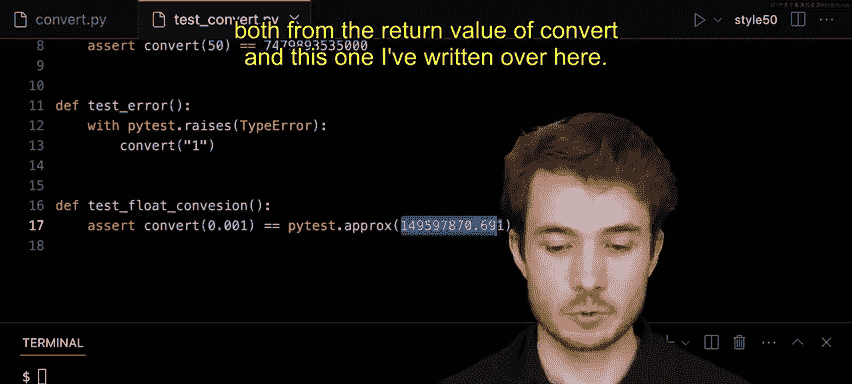 convert.py
test_convert.py
style50
both from the return value of convert
and this one I've written over here.
8 assert convert(50) == 7479893535000
9
10
11 def test_error():
12 with pytest.raises(TypeError):
13 convert("1")
14
15
16 def test_float_convesion():
17 assert convert(0.001) == pytest.approx(149597870.691)
18
TERMINAL
$